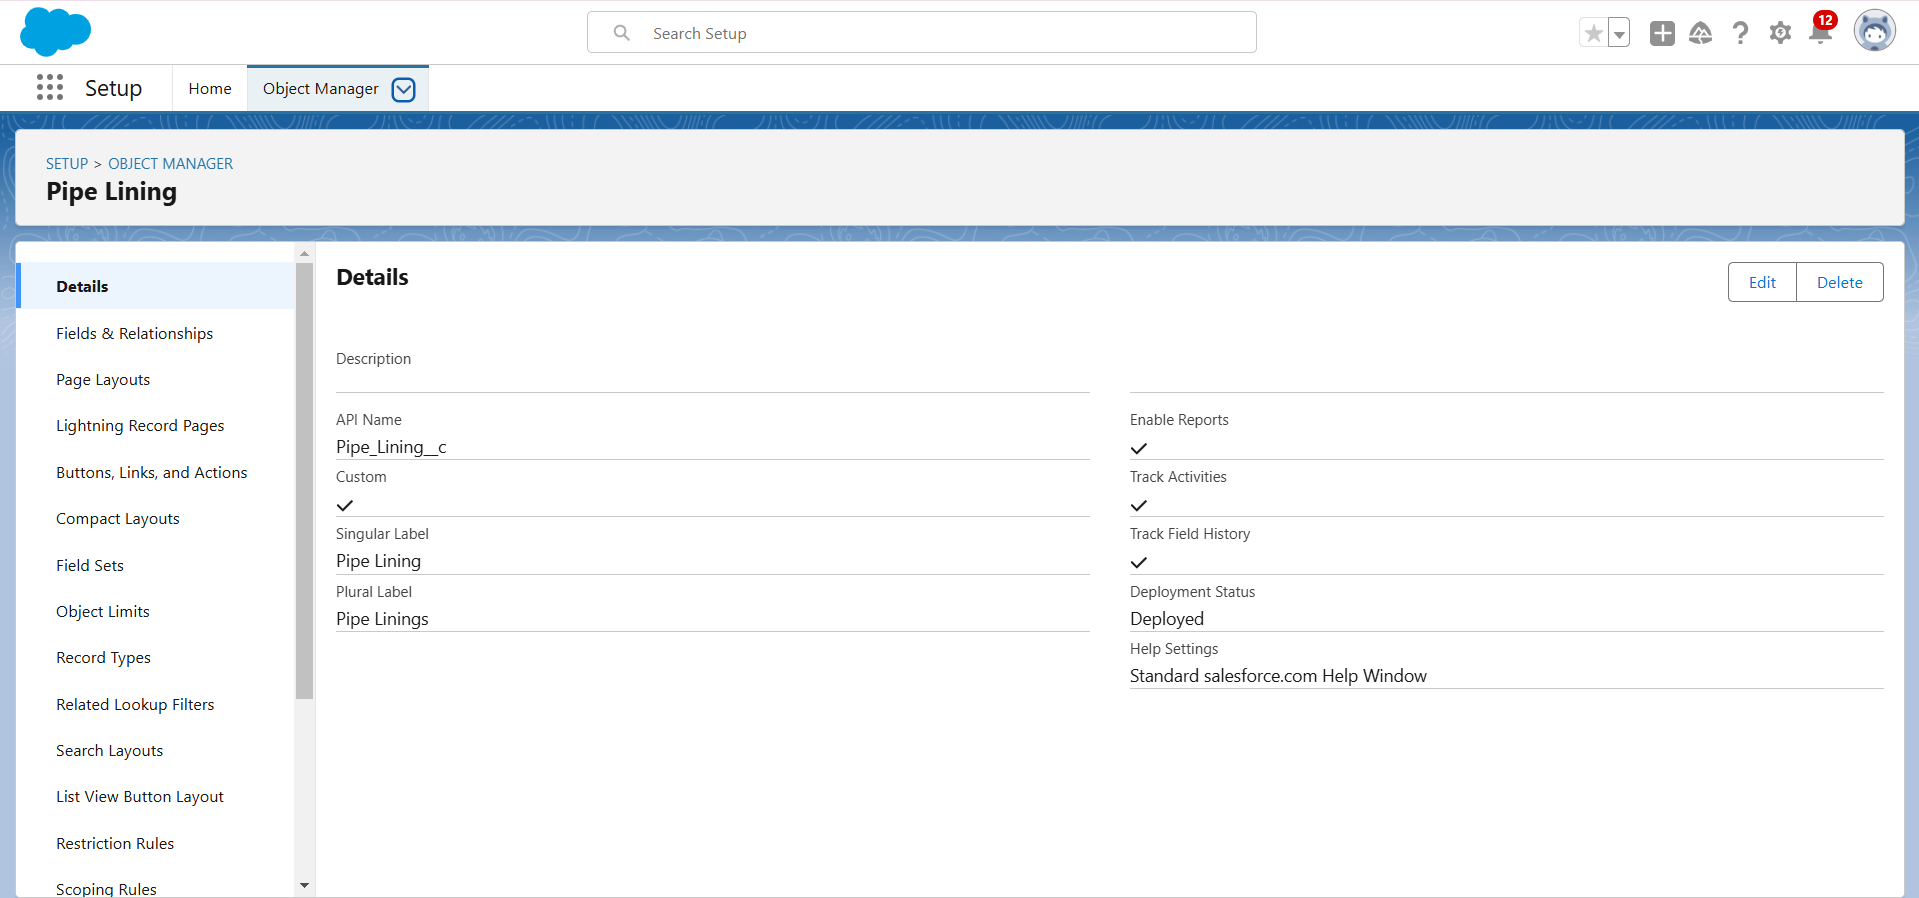 Search Setup
12
Setup
Home
Object Manager
SETUP > OBJECT MANAGER
Pipe Lining
Details
Fields & Relationships
Page Layouts
Lightning Record Pages
Buttons, Links, and Actions
Compact Layouts
Field Sets
Object Limits
Record Types
Related Lookup Filters
Search Layouts
List View Button Layout
Restriction Rules
Scoping Rules
Details
Edit
Delete
Description
API Name
Pipe_Lining__c
Custom
Singular Label
Pipe Lining
Plural Label
Pipe Linings
Enable Reports
Track Activities
Track Field History
Deployment Status
Deployed
Help Settings
Standard salesforce.com Help Window